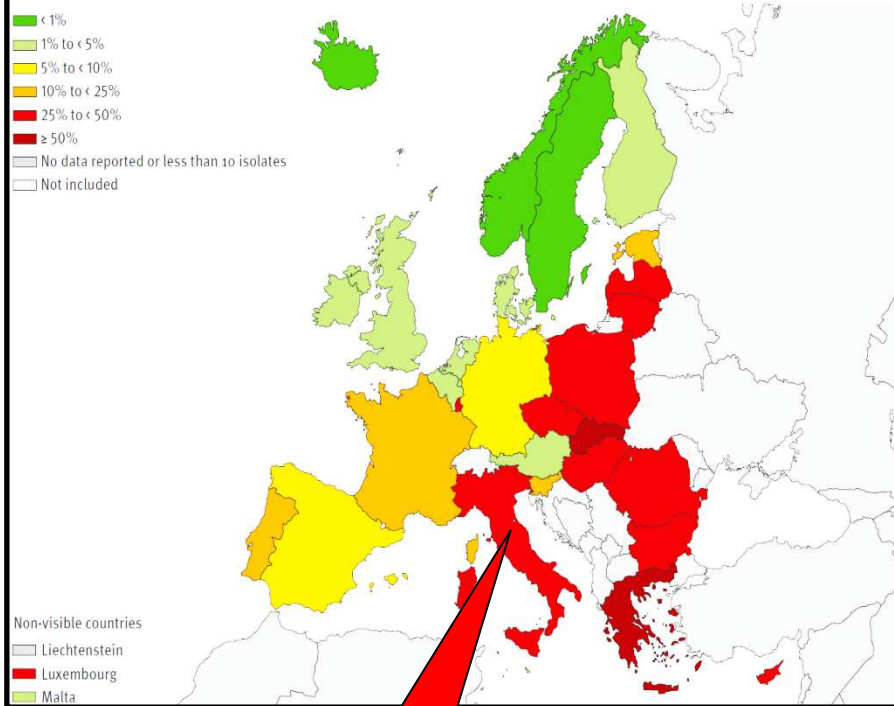 < 1%
1% to < 5%
5% to < 10%
10% to < 25%
25% to < 50%
≥ 50%
No data reported or less than 10 isolates
Not included
Non-visible countries
Liechtenstein
Luxembourg
Malta